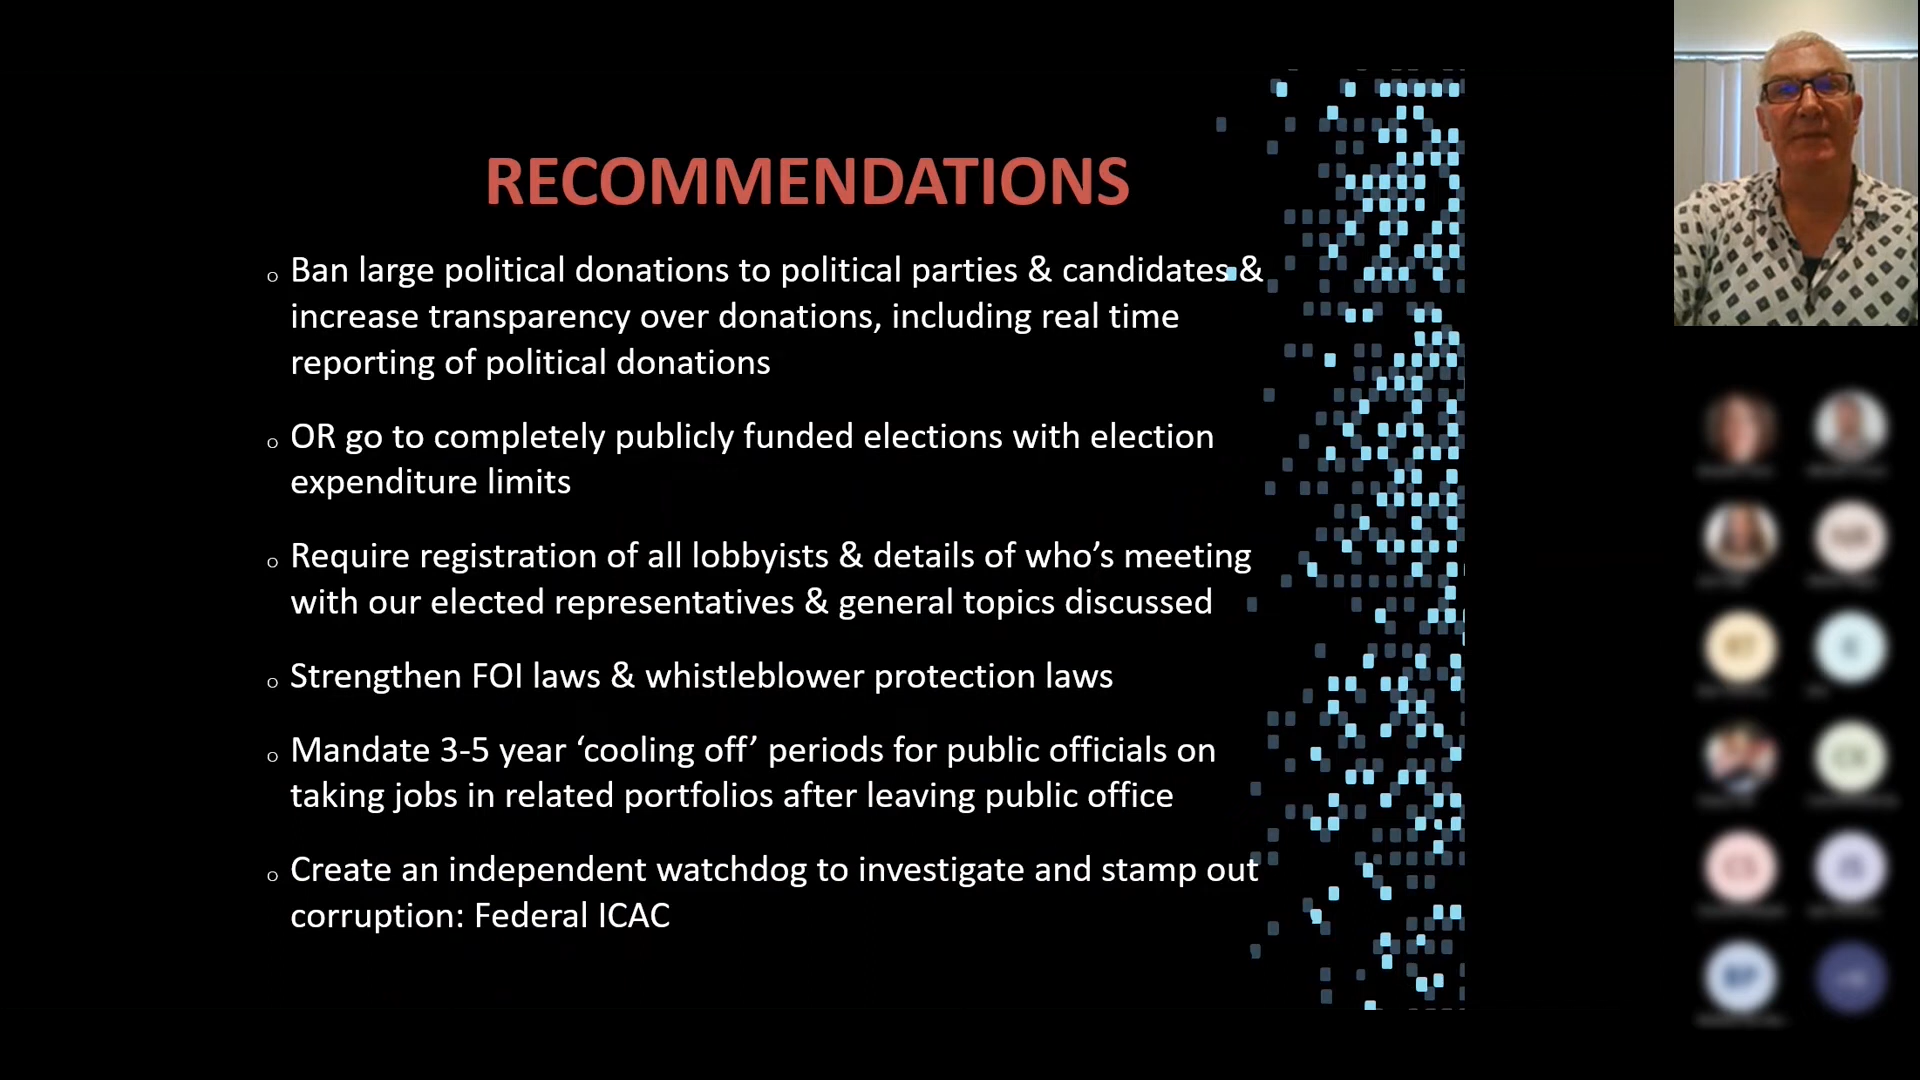 RECOMMENDATIONS
o Ban large political donations to political parties & candidates &
increase transparency over donations, including real time
reporting of political donations
o OR go to completely publicly funded elections with election
expenditure limits
o Require registration of all lobbyists & details of who’s meeting
with our elected representatives & general topics discussed
o Strengthen FOI laws & whistleblower protection laws
o Mandate 3-5 year ‘cooling off’ periods for public officials on
taking jobs in related portfolios after leaving public office
o Create an independent watchdog to investigate and stamp out
corruption: Federal ICAC